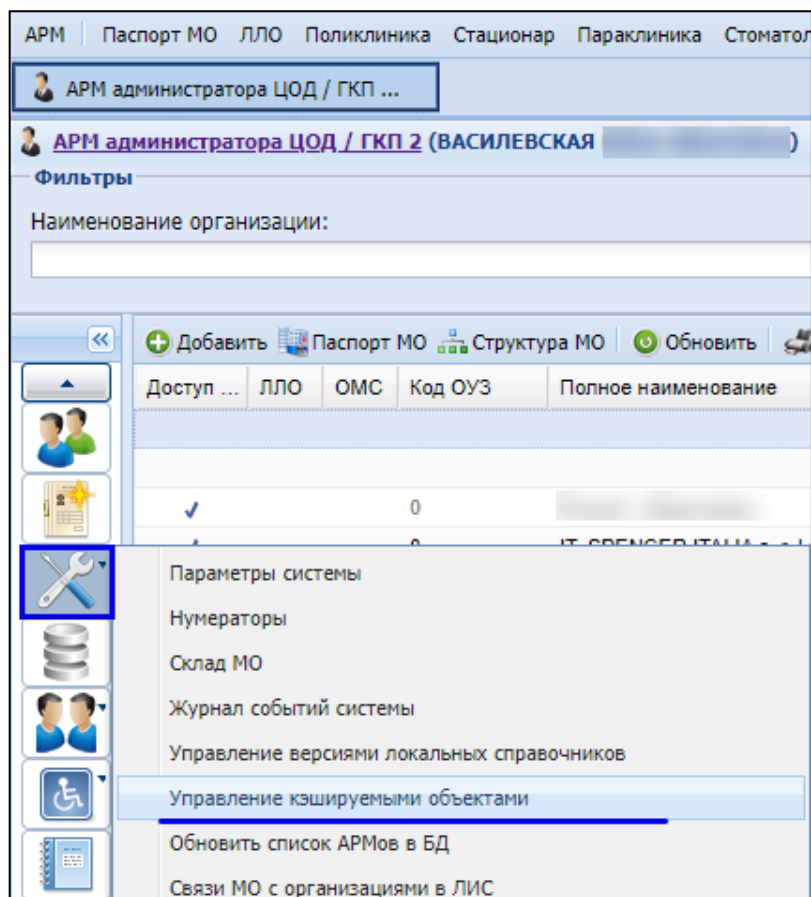 АРМ Паспорт МО ЛЛО Поликлиника Стационар Параклиника Стоматол
АРМ администратора ЦОД / ГКП ...
АРМ администратора ЦОД / ГКП 2 (ВАСИЛЕВСКАЯ )
Фильтры
Наименование организации:
Добавить Паспорт МО Структура МО Обновить
Доступ ... ЛЛО ОМС Код ОУЗ Полное наименование
0
Параметры системы
Нумераторы
Склад МО
Журнал событий системы
Управление версиями локальных справочников
Управление кэшируемыми объектами
Обновить список АРМов в БД
Связи МО с организациями в ЛИС